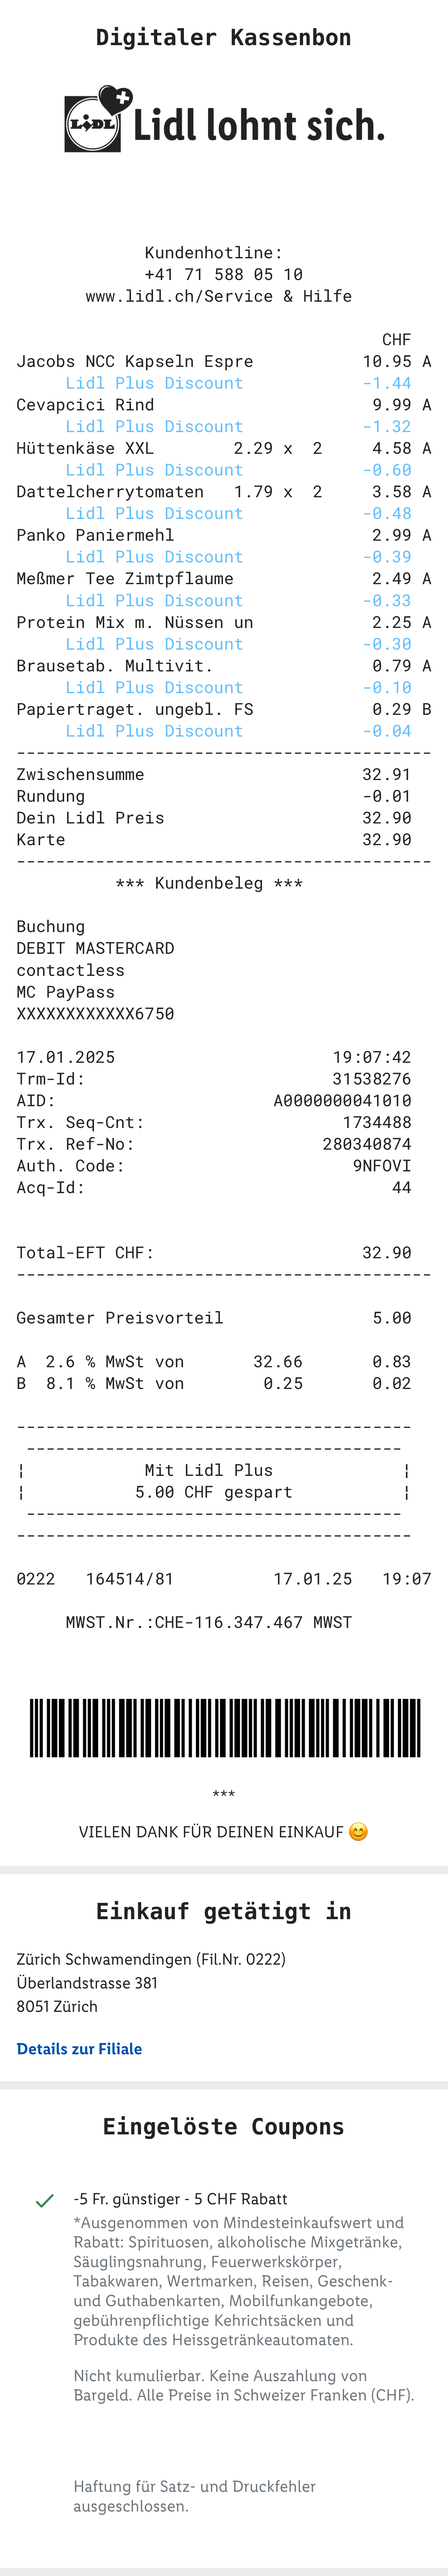 Digitaler Kassenbon
LIDL Lidl lohnt sich.
Kundenhotline:
+41 71 588 05 10
www.lidl.ch/Service & Hilfe
CHF
Jacobs NCC Kapseln Espre 10.95 A
Lidl Plus Discount -1.44
Cevapcici Rind 9.99 A
Lidl Plus Discount -1.32
Hüttenkäse XXL 2.29 x 2 4.58 A
Lidl Plus Discount -0.60
Dattelcherrytomaten 1.79 x 2 3.58 A
Lidl Plus Discount -0.48
Panko Paniermehl 2.99 A
Lidl Plus Discount -0.39
Meßmer Tee Zimtpflaume 2.49 A
Lidl Plus Discount -0.33
Protein Mix m. Nüssen un 2.25 A
Lidl Plus Discount -0.30
Brausetab. Multivit. 0.79 A
Lidl Plus Discount -0.10
Papiertraget. ungebl. FS 0.29 B
Lidl Plus Discount -0.04
------------------------------------------
Zwischensumme 32.91
Rundung -0.01
Dein Lidl Preis 32.90
Karte 32.90
------------------------------------------
*** Kundenbeleg ***
Buchung
DEBIT MASTERCARD
contactless
MC PayPass
XXXXXXXXXXXX6750
17.01.2025 19:07:42
Trm-Id: 31538276
AID: A0000000041010
Trx. Seq-Cnt: 1734488
Trx. Ref-No: 280340874
Auth. Code: 9NFOVI
Acq-Id: 44
Total-EFT CHF: 32.90
------------------------------------------
Gesamter Preisvorteil 5.00
A 2.6 % MwSt von 32.66 0.83
B 8.1 % MwSt von 0.25 0.02
----------------------------------------
--------------------------------------
¦ Mit Lidl Plus ¦
¦ 5.00 CHF gespart ¦
--------------------------------------
----------------------------------------
0222 164514/81 17.01.25 19:07
MWST.Nr.:CHE-116.347.467 MWST
***
VIELEN DANK FÜR DEINEN EINKAUF 😊
Einkauf getätigt in
Zürich Schwamendingen (Fil.Nr. 0222)
Überlandstrasse 381
8051 Zürich
Details zur Filiale
Eingelöste Coupons
-5 Fr. günstiger - 5 CHF Rabatt
*Ausgenommen von Mindesteinkaufswert und
Rabatt: Spirituosen, alkoholische Mixgetränke,
Säuglingsnahrung, Feuerwerkskörper,
Tabakwaren, Wertmarken, Reisen, Geschenk-
und Guthabenkarten, Mobilfunkangebote,
gebührenpflichtige Kehrichtsäcken und
Produkte des Heissgetränkeautomaten.
Nicht kumulierbar. Keine Auszahlung von
Bargeld. Alle Preise in Schweizer Franken (CHF).
Haftung für Satz- und Druckfehler
ausgeschlossen.